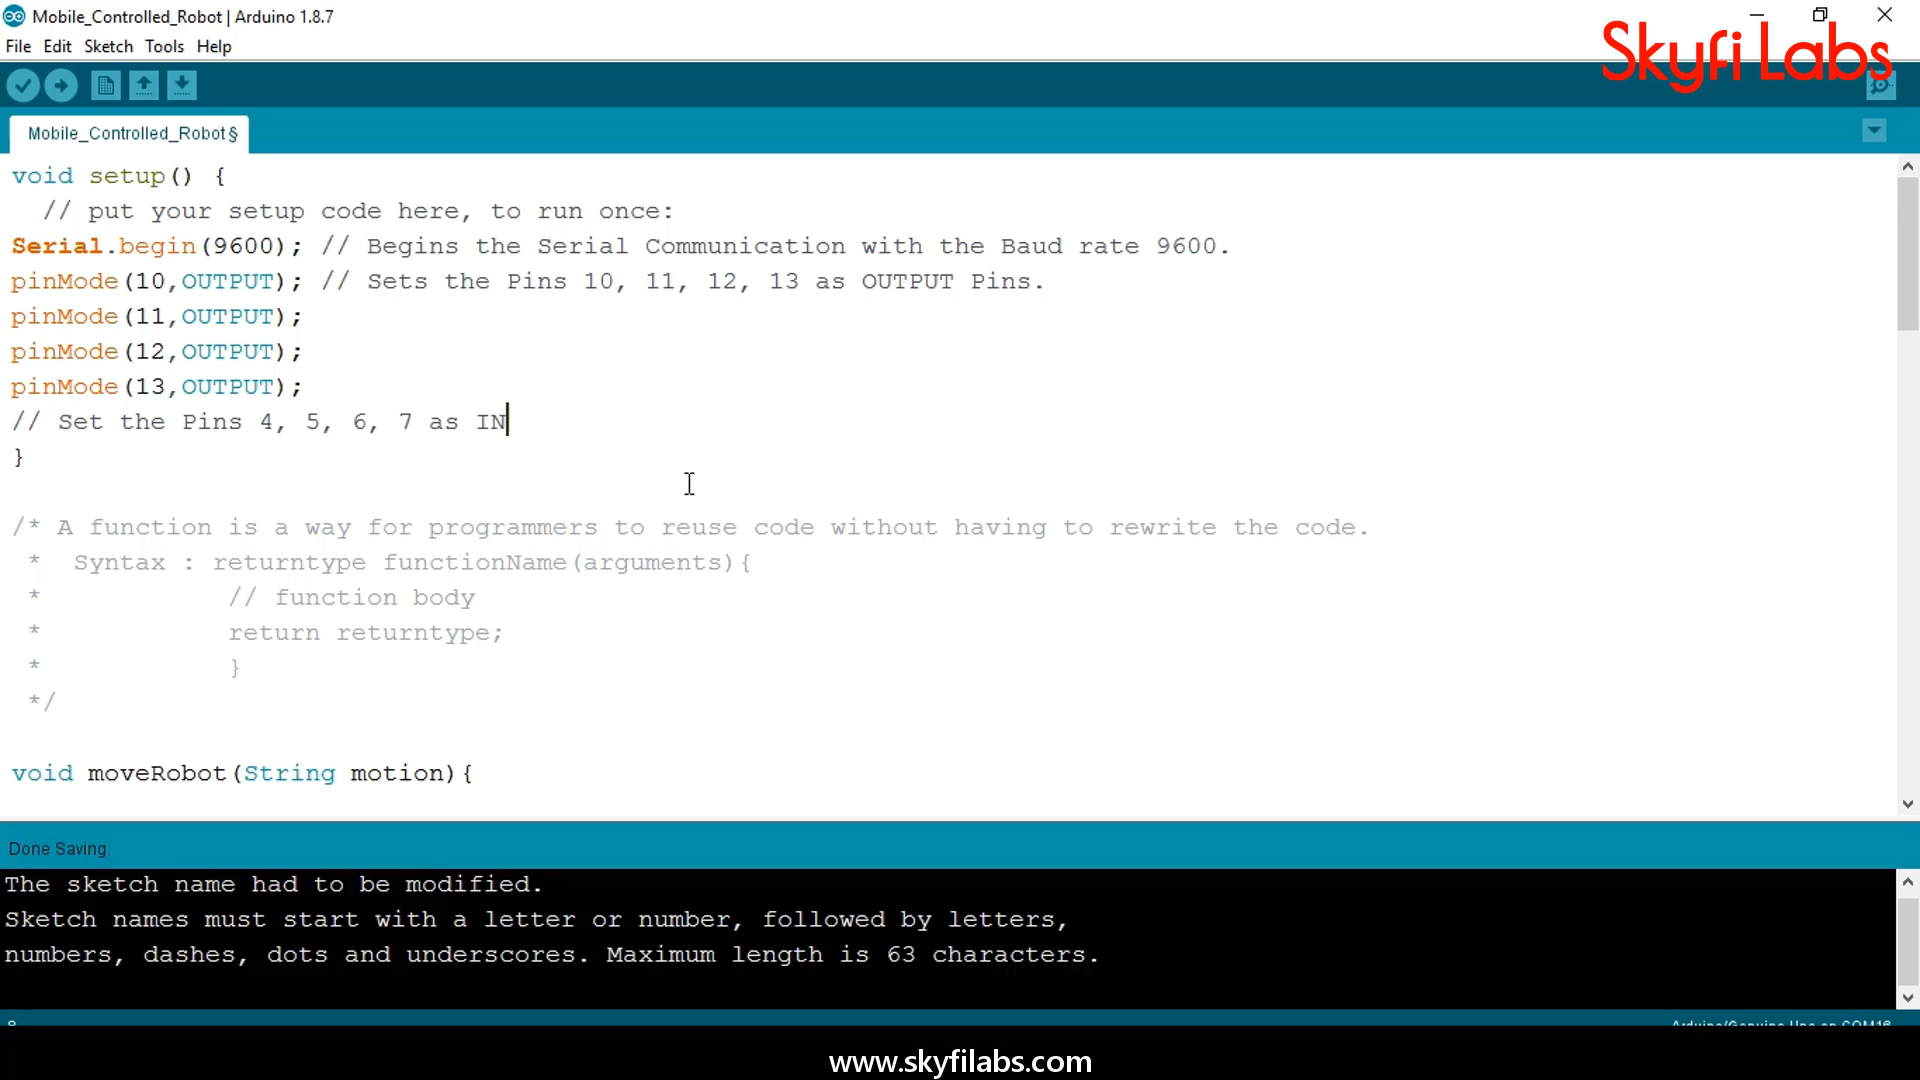 Mobile_Controlled_Robot | Arduino 1.8.7
File Edit Sketch Tools Help
Skyfi Labs
Mobile_Controlled_Robot §
void setup() {
// put your setup code here, to run once:
Serial.begin(9600); // Begins the Serial Communication with the Baud rate 9600.
pinMode(10,OUTPUT); // Sets the Pins 10, 11, 12, 13 as OUTPUT Pins.
pinMode(11,OUTPUT);
pinMode(12,OUTPUT);
pinMode(13,OUTPUT);
// Set the Pins 4, 5, 6, 7 as IN
}
/* A function is a way for programmers to reuse code without having to rewrite the code.
* Syntax : returntype functionName(arguments){
* // function body
* return returntype;
* }
*/
void moveRobot(String motion){
Done Saving.
The sketch name had to be modified.
Sketch names must start with a letter or number, followed by letters,
numbers, dashes, dots and underscores. Maximum length is 63 characters.
Arduino/Genuino Uno on COM16
www.skyfilabs.com